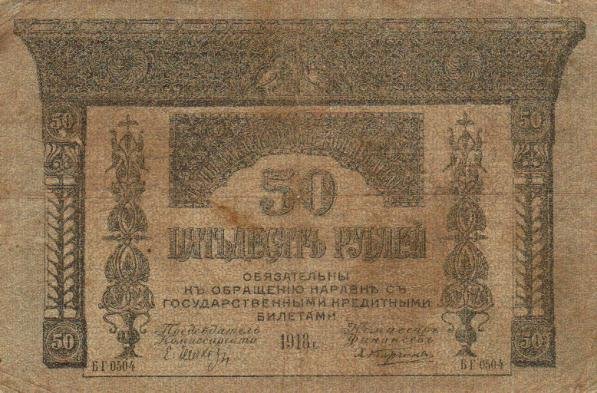 50 50
50
ПЯТЬДЕСЯТЪ РУБЛЕЙ
ОБЯЗАТЕЛЬНЫ
КЪ ОБРАЩЕНІЮ НАРАВНѢ СЪ
ГОСУДАРСТВЕННЫМИ КРЕДИТНЫМИ
БИЛЕТАМИ
Предсѣдатель Комиссаръ
Комиссаріата 1918 г. Финансовъ
50 50
БГ 0504 БГ 0504